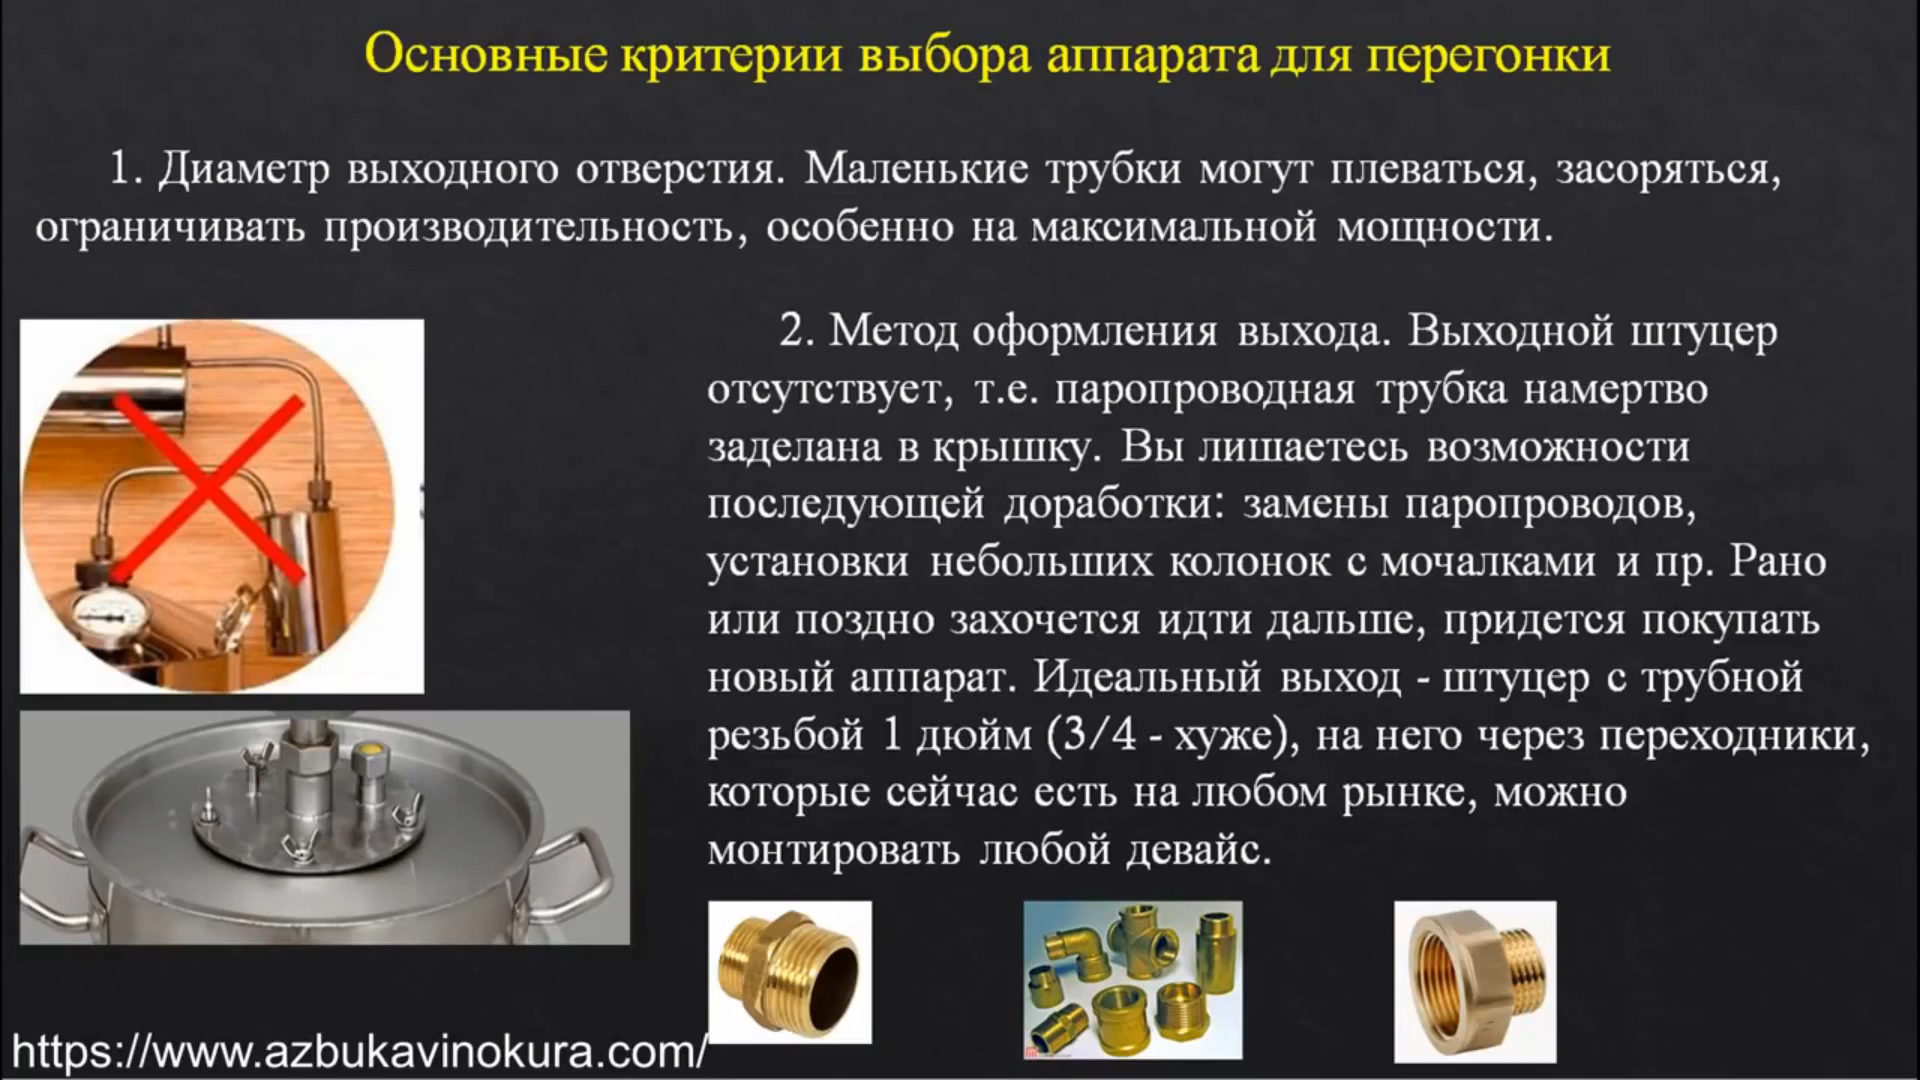 Основные критерии выбора аппарата для перегонки
1. Диаметр выходного отверстия. Маленькие трубки могут плеваться, засоряться,
ограничивать производительность, особенно на максимальной мощности.
2. Метод оформления выхода. Выходной штуцер
отсутствует, т.е. паропроводная трубка намертво
заделана в крышку. Вы лишаетесь возможности
последующей доработки: замены паропроводов,
установки небольших колонок с мочалками и пр. Рано
или поздно захочется идти дальше, придется покупать
новый аппарат. Идеальный выход - штуцер с трубной
резьбой 1 дюйм (3/4 - хуже), на него через переходники,
которые сейчас есть на любом рынке, можно
монтировать любой девайс.
https://www.azbukavinokura.com/